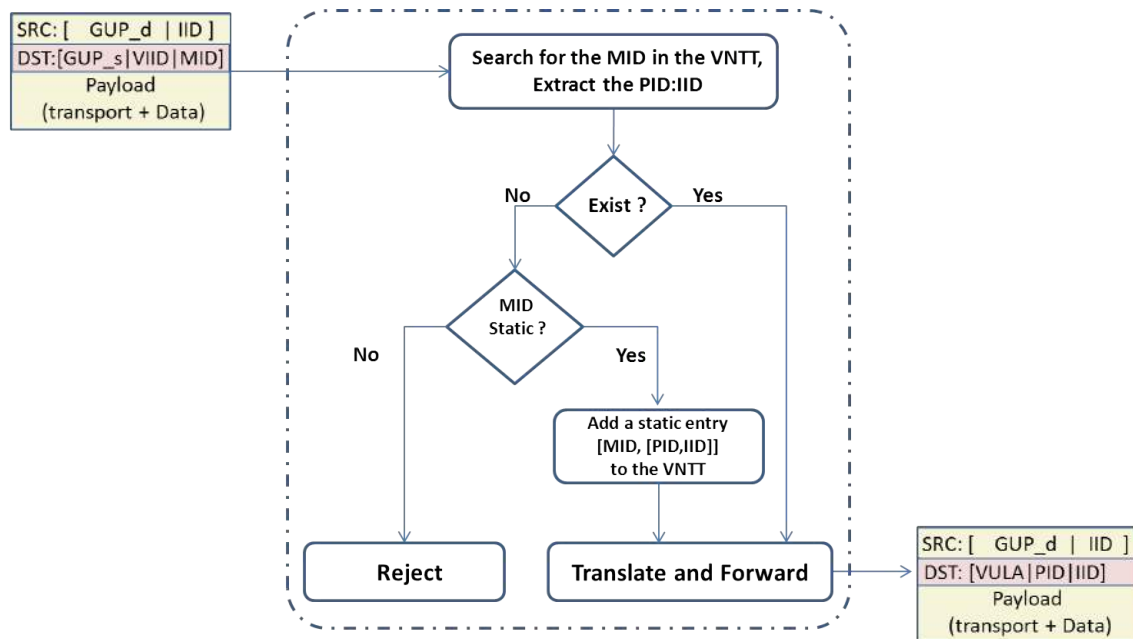 SRC: [ GUP_d | IID ]
DST:[GUP_s|VIID|MID]
Payload
(transport + Data)
Search for the MID in the VNTT,
Extract the PID:IID
Exist ?
No
Yes
MID
Static ?
No
Yes
Add a static entry
[MID, [PID,IID]]
to the VNTT
Reject
Translate and Forward
SRC: [ GUP_d | IID ]
DST: [VULA|PID|IID]
Payload
(transport + Data)